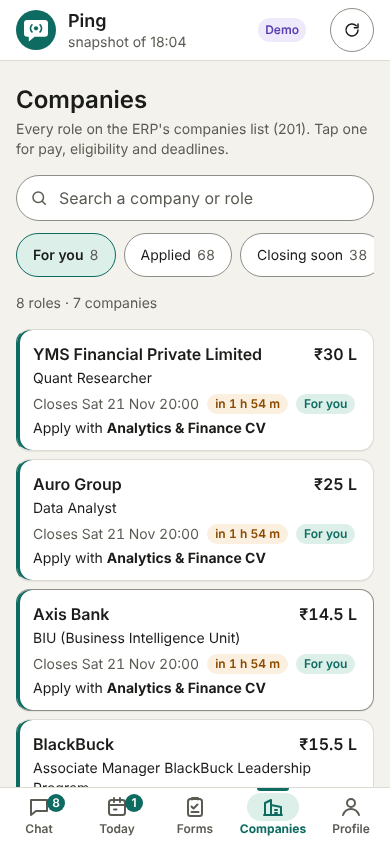 Ping
snapshot of 18:04
Demo
Companies
Every role on the ERP's companies list (201). Tap one
for pay, eligibility and deadlines.
Search a company or role
For you 8
Applied 68
Closing soon 38
8 roles · 7 companies
YMS Financial Private Limited
₹30 L
Quant Researcher
Closes Sat 21 Nov 20:00 in 1 h 54 m For you
Apply with Analytics & Finance CV
Auro Group
₹25 L
Data Analyst
Closes Sat 21 Nov 20:00 in 1 h 54 m For you
Apply with Analytics & Finance CV
Axis Bank
₹14.5 L
BIU (Business Intelligence Unit)
Closes Sat 21 Nov 20:00 in 1 h 54 m For you
Apply with Analytics & Finance CV
BlackBuck
₹15.5 L
Associate Manager BlackBuck Leadership
Program
8
1
Chat
Today
Forms
Companies
Profile